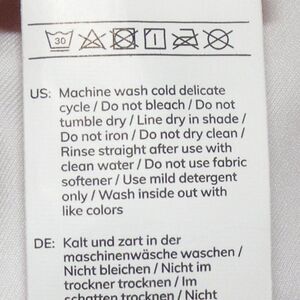 30
US: Machine wash cold delicate
cycle / Do not bleach / Do not
tumble dry / Line dry in shade /
Do not iron / Do not dry clean /
Rinse straight after use with
clean water / Do not use fabric
softener / Use mild detergent
only / Wash inside out with
like colors
DE: Kalt und zart in der
maschinenwäsche waschen /
Nicht bleichen / Nicht im
trockner trocknen / Im
schatten trocknen / Nicht